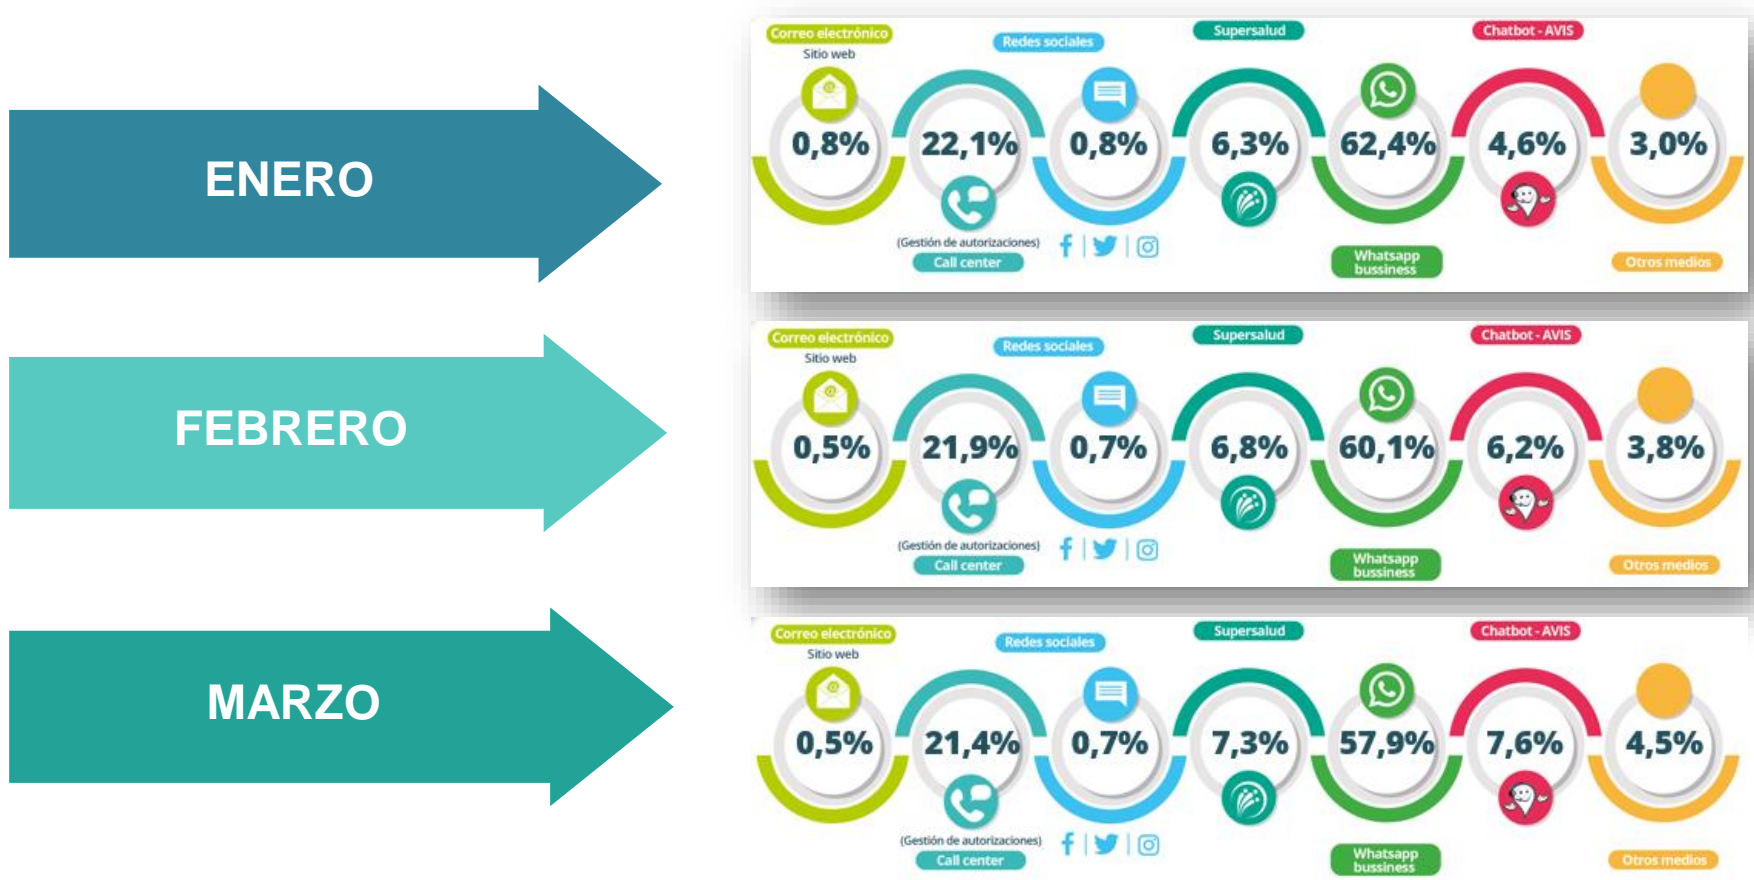 ENERO
Correo electrónico
Sitio web
Redes sociales
Supersalud
Chatbot - AVIS
0,8%
22,1%
0,8%
6,3%
62,4%
4,6%
3,0%
(Gestión de autorizaciones)
Call center
Whatsapp
bussiness
Otros medios
FEBRERO
Correo electrónico
Sitio web
Redes sociales
Supersalud
Chatbot - AVIS
0,5%
21,9%
0,7%
6,8%
60,1%
6,2%
3,8%
(Gestión de autorizaciones)
Call center
Whatsapp
bussiness
Otros medios
MARZO
Correo electrónico
Sitio web
Redes sociales
Supersalud
Chatbot - AVIS
0,5%
21,4%
0,7%
7,3%
57,9%
7,6%
4,5%
(Gestión de autorizaciones)
Call center
Whatsapp
bussiness
Otros medios